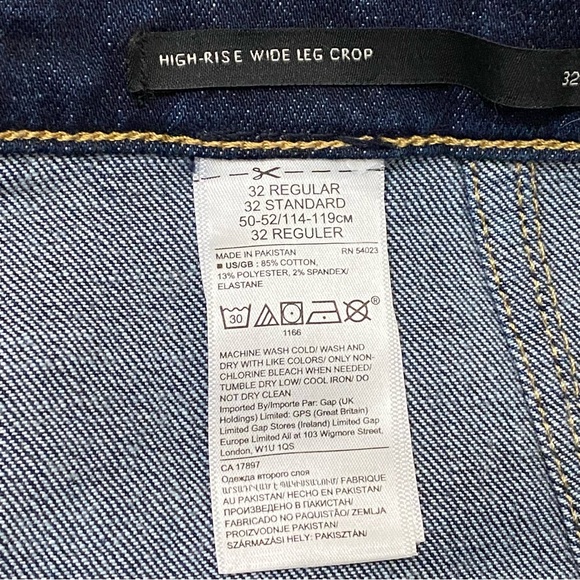 HIGH-RISE WIDE LEG CROP
32
32 REGULAR
32 STANDARD
50-52/114-119CM
32 REGULER
MADE IN PAKISTAN RN 54023
■ US/GB : 85% COTTON,
13% POLYESTER, 2% SPANDEX/
ELASTANE
30
®
1166
MACHINE WASH COLD/ WASH AND
DRY WITH LIKE COLORS/ ONLY NON-
CHLORINE BLEACH WHEN NEEDED/
TUMBLE DRY LOW/ COOL IRON/ DO
NOT DRY CLEAN
Imported By/Importe Par: Gap (UK
Holdings) Limited: GPS (Great Britain)
Limited Gap Stores (Ireland) Limited Gap
Europe Limited All at 103 Wigmore Street,
London, W1U 1QS
CA 17897
Одежда второго слоя
ԱՐՏԱԴՐՎԵԼ Է ՊԱԿԻՍՏԱՆՈՒՄ/ FABRIQUE
AU PAKISTAN/ HECHO EN PAKISTAN/
ПРОИЗВЕДЕНО В ПАКИСТАН/
FABRICADO NO PAQUISTÃO/ ZEMLJA
PROIZVODNJE PAKISTAN/
SZÁRMAZÁSI HELY: PAKISZTÁN/